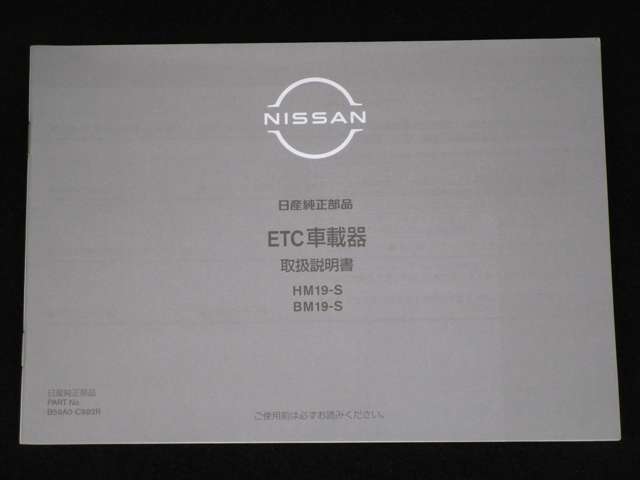 NISSAN
日産純正部品
ETC車載器
取扱説明書
HM19-S
BM19-S
日産純正部品
PART No.
ご使用前は必ずお読みください。